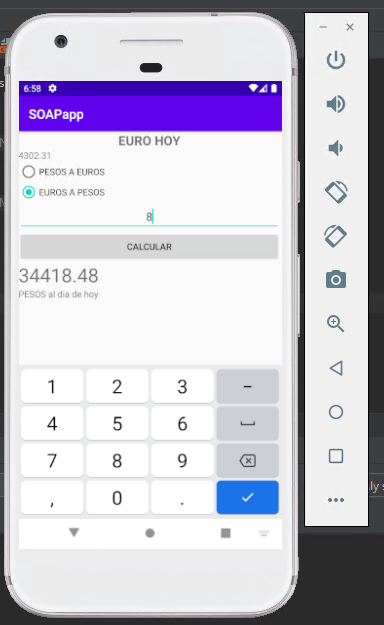 6:58
SOAPapp
EURO HOY
4302.31
PESOS A EUROS
EUROS A PESOS
8
CALCULAR
34418.48
PESOS al dia de hoy
1 2 3 –
4 5 6
7 8 9
, 0 .
ly s